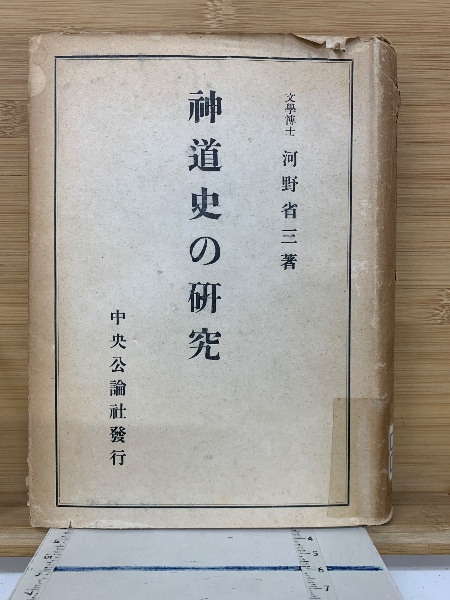 文學博士 河野省三著
神道史の研究
中央公論社發行